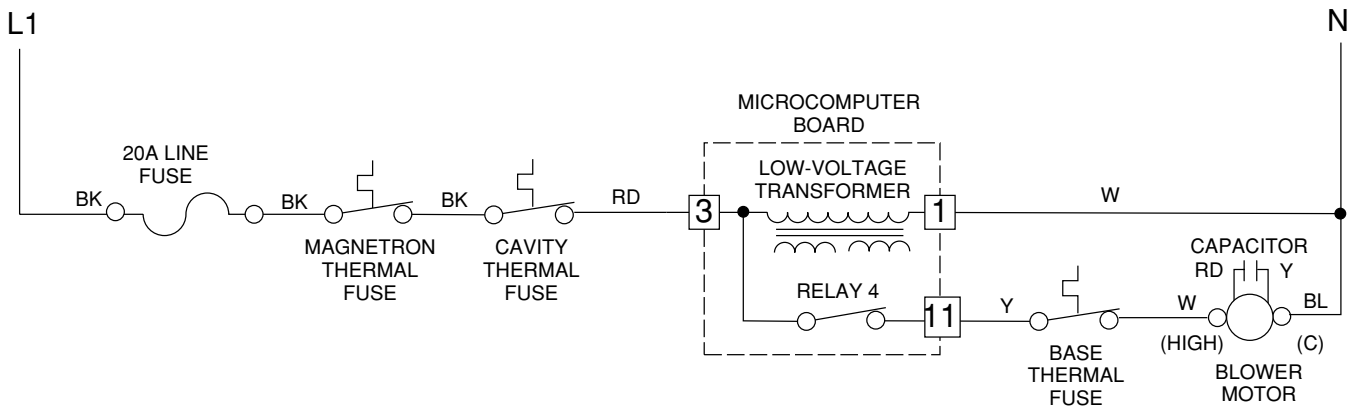 L1
N
MICROCOMPUTER
BOARD
20A LINE
FUSE
LOW-VOLTAGE
TRANSFORMER
BK
BK
BK
RD
3
1
W
MAGNETRON
THERMAL
FUSE
CAVITY
THERMAL
FUSE
CAPACITOR
RD
Y
RELAY 4
11
Y
W
BL
(HIGH)
(C)
BASE
THERMAL
FUSE
BLOWER
MOTOR